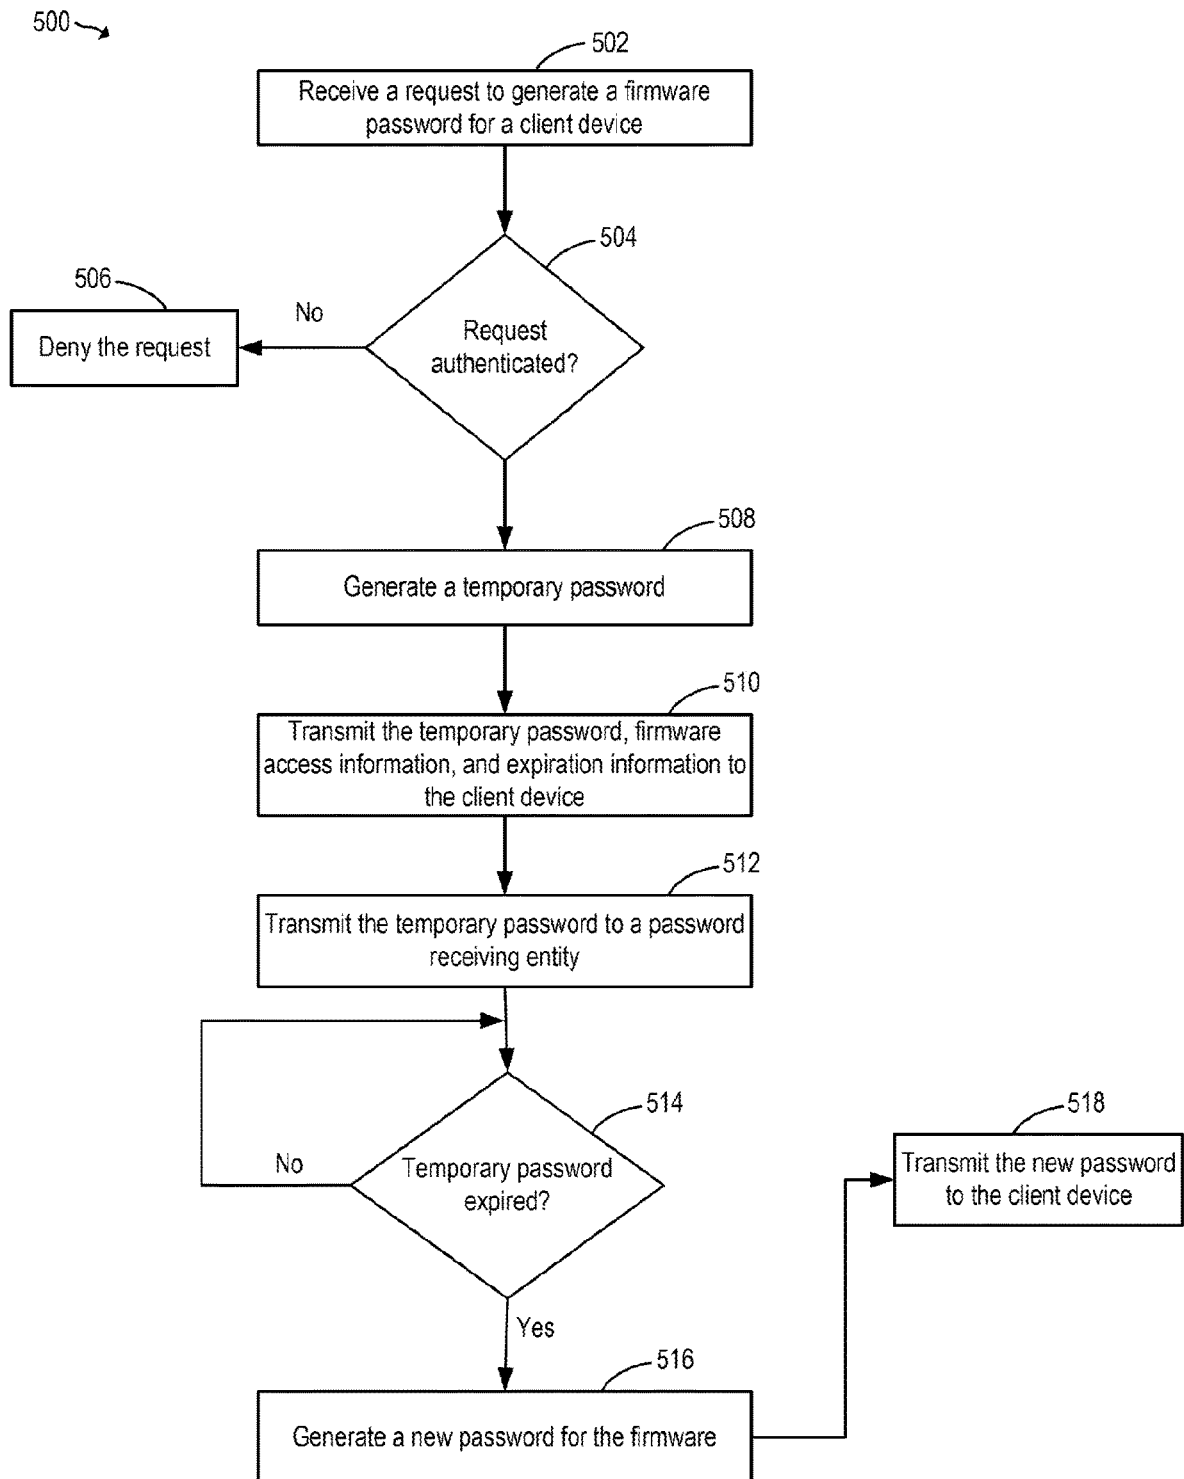 500
502
Receive a request to generate a firmware
password for a client device
504
506
No
Deny the request
Request
authenticated?
508
Generate a temporary password
510
Transmit the temporary password, firmware
access information, and expiration information to
the client device
512
Transmit the temporary password to a password
receiving entity
514
518
No
Temporary password
expired?
Transmit the new password
to the client device
Yes
516
Generate a new password for the firmware